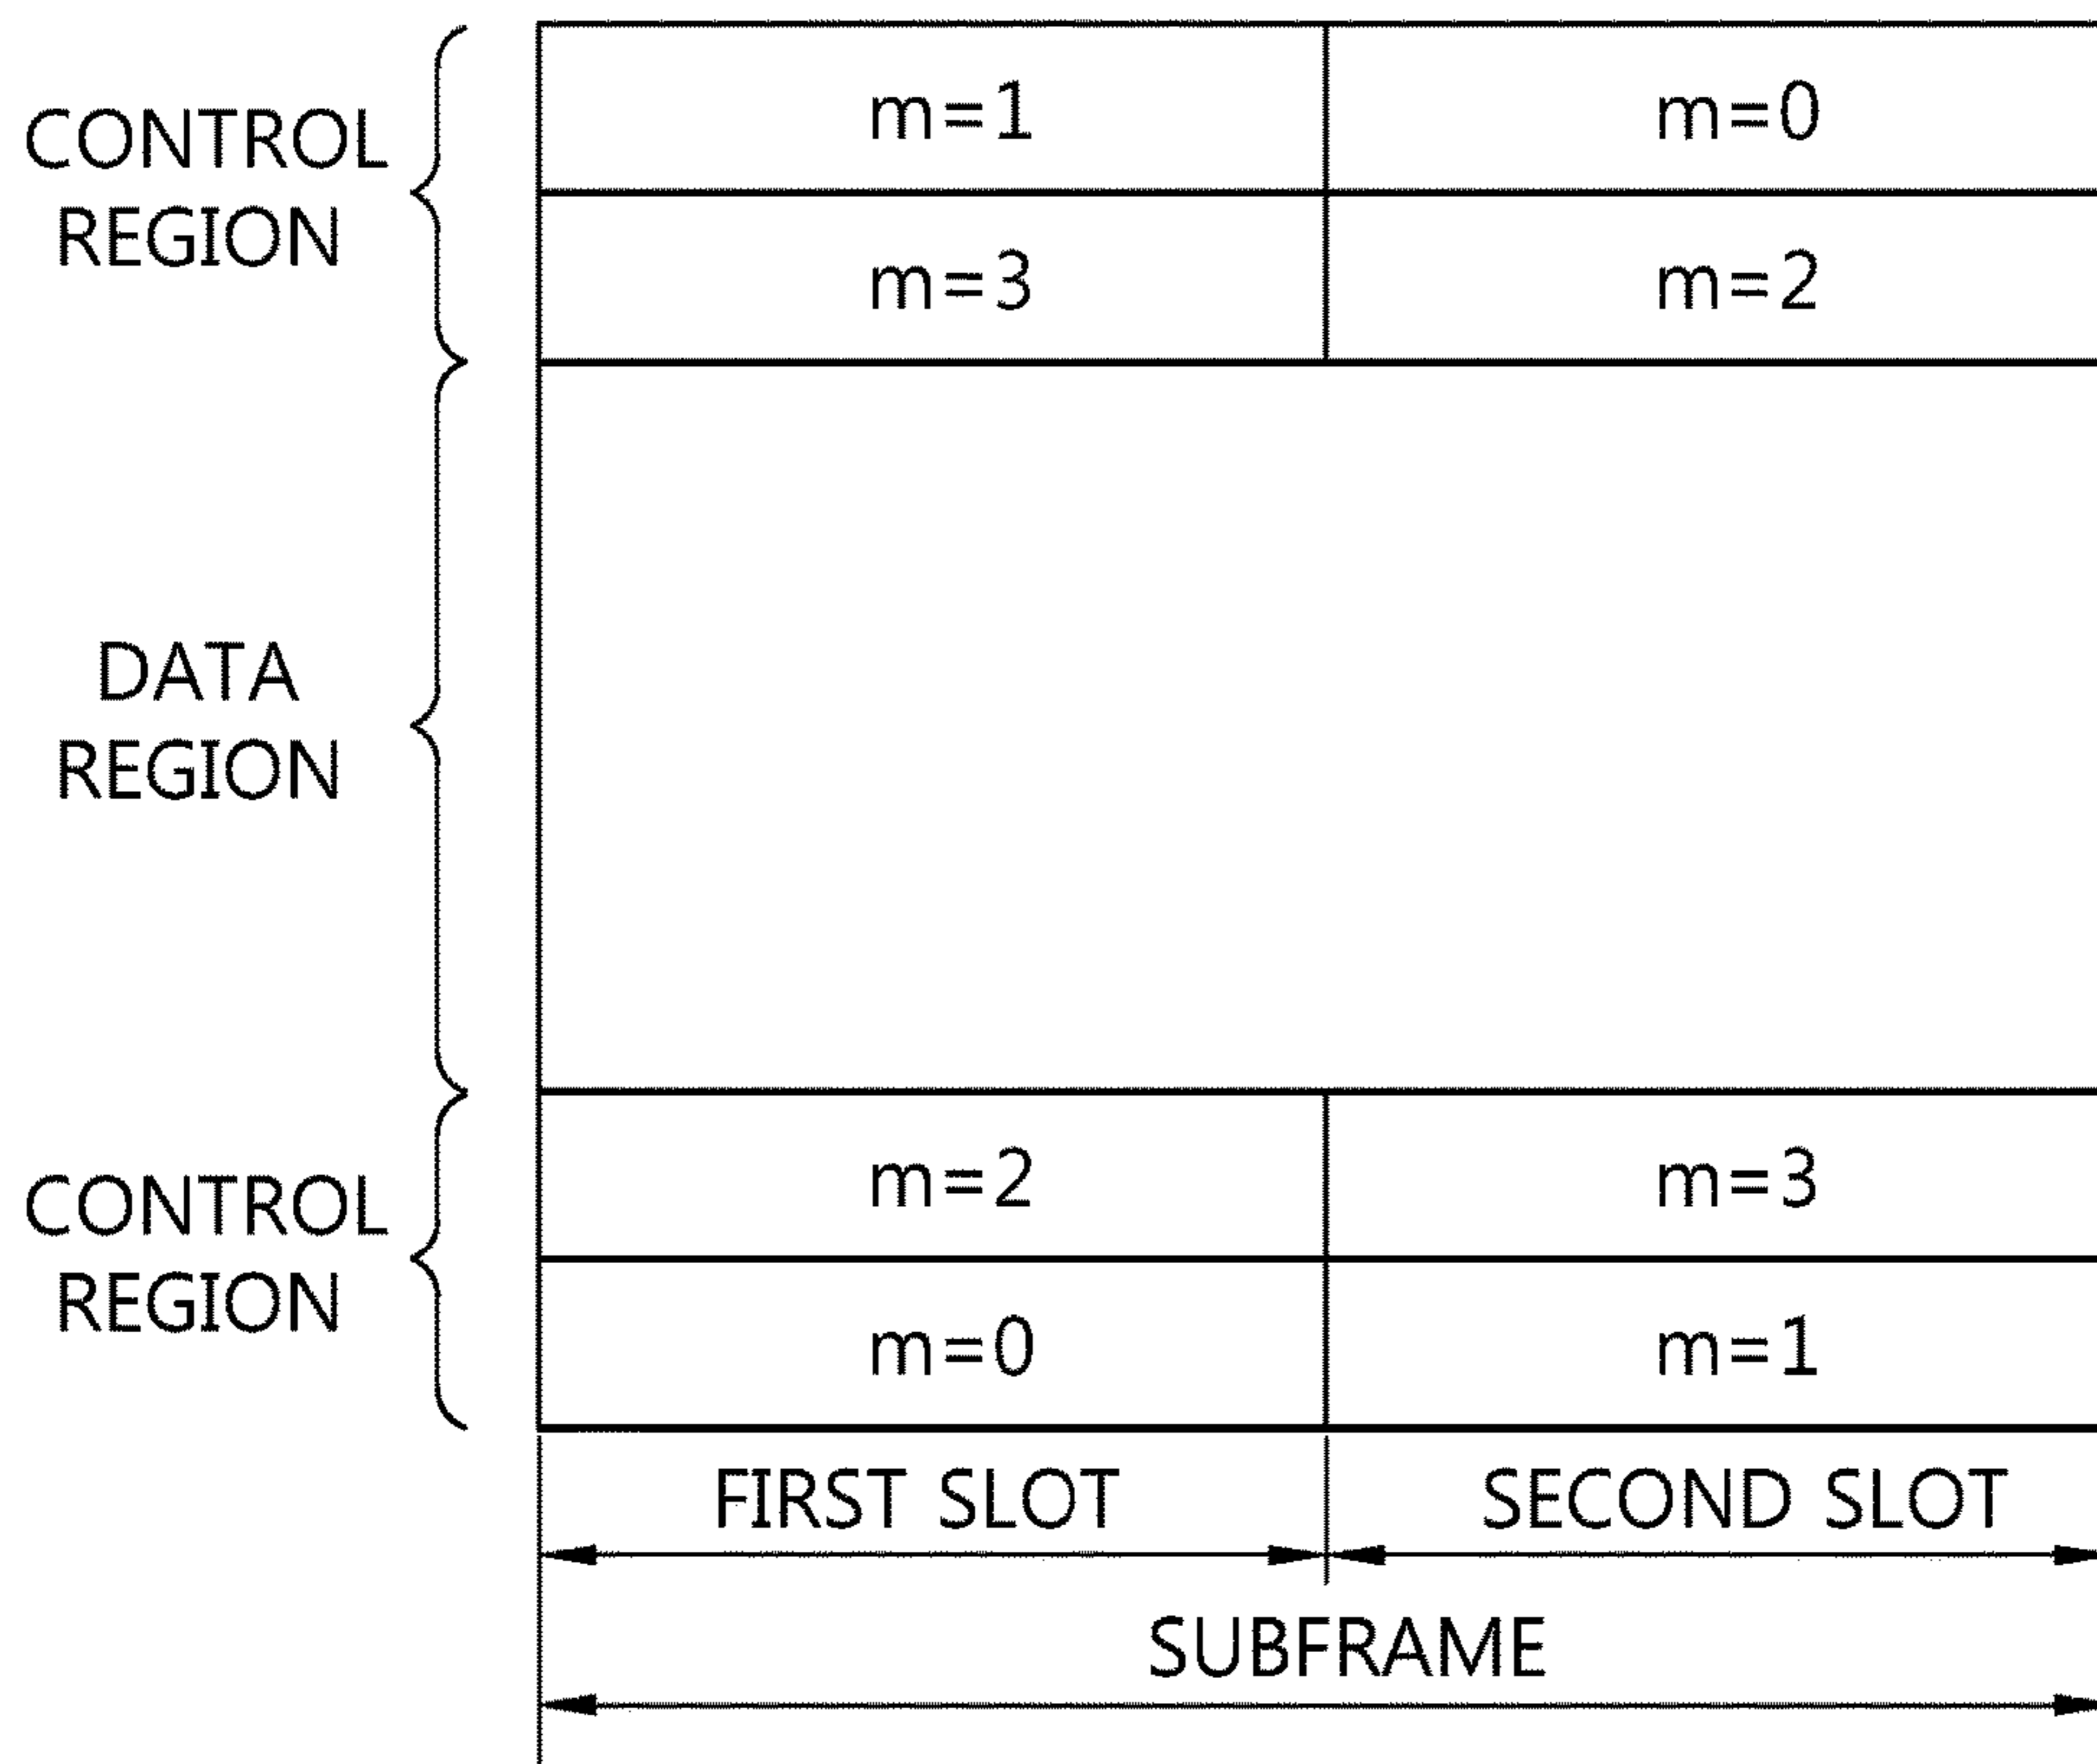 CONTROL
REGION
m=1 m=0
m=3 m=2
DATA
REGION
CONTROL
REGION
m=2 m=3
m=0 m=1
FIRST SLOT SECOND SLOT
SUBFRAME